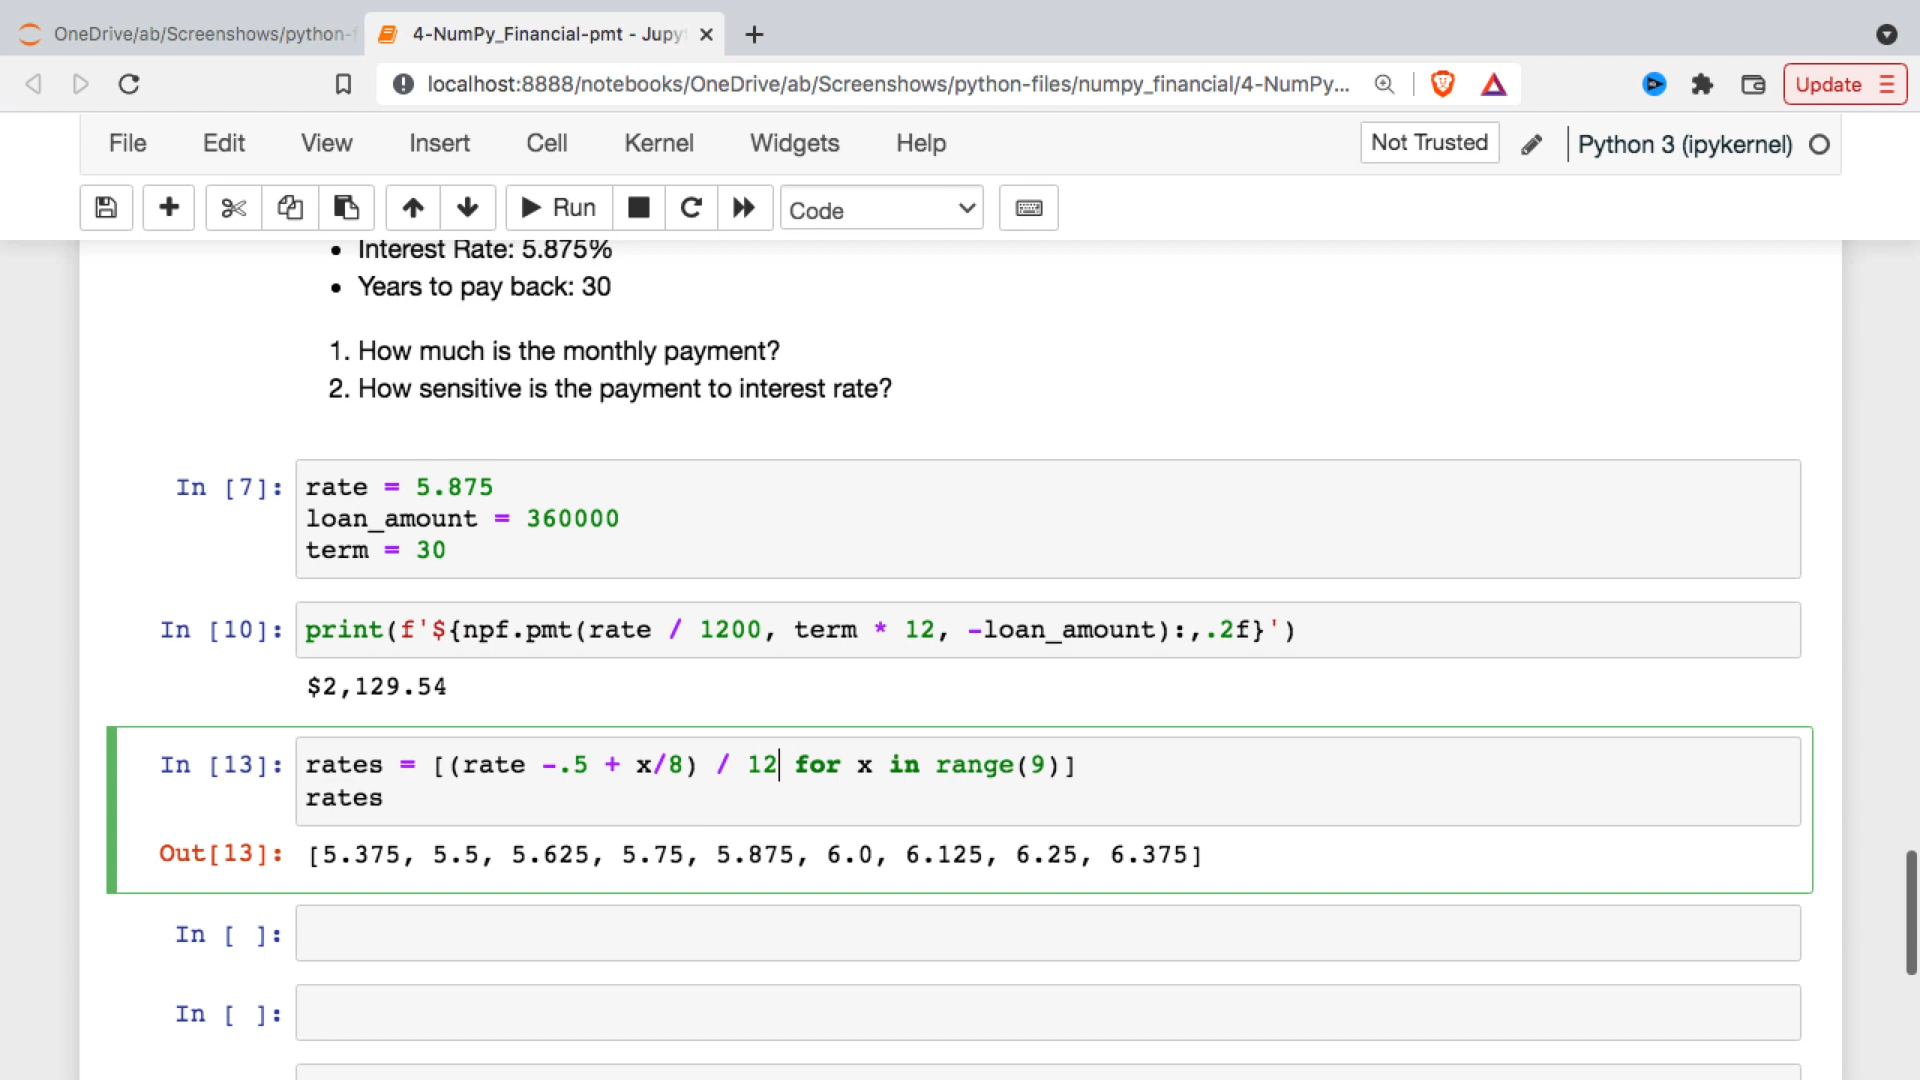 OneDrive/ab/Screenshows/python-f
4-NumPy_Financial-pmt - Jupy
localhost:8888/notebooks/OneDrive/ab/Screenshows/python-files/numpy_financial/4-NumPy...
Update
File Edit View Insert Cell Kernel Widgets Help
Not Trusted
Python 3 (ipykernel)
Run
Code
• Interest Rate: 5.875%
• Years to pay back: 30
1. How much is the monthly payment?
2. How sensitive is the payment to interest rate?
In [7]: rate = 5.875
loan_amount = 360000
term = 30
In [10]: print(f'${npf.pmt(rate / 1200, term * 12, -loan_amount):,.2f}')
$2,129.54
In [13]: rates = [(rate -.5 + x/8) / 12 for x in range(9)]
rates
Out[13]: [5.375, 5.5, 5.625, 5.75, 5.875, 6.0, 6.125, 6.25, 6.375]
In [ ]:
In [ ]: